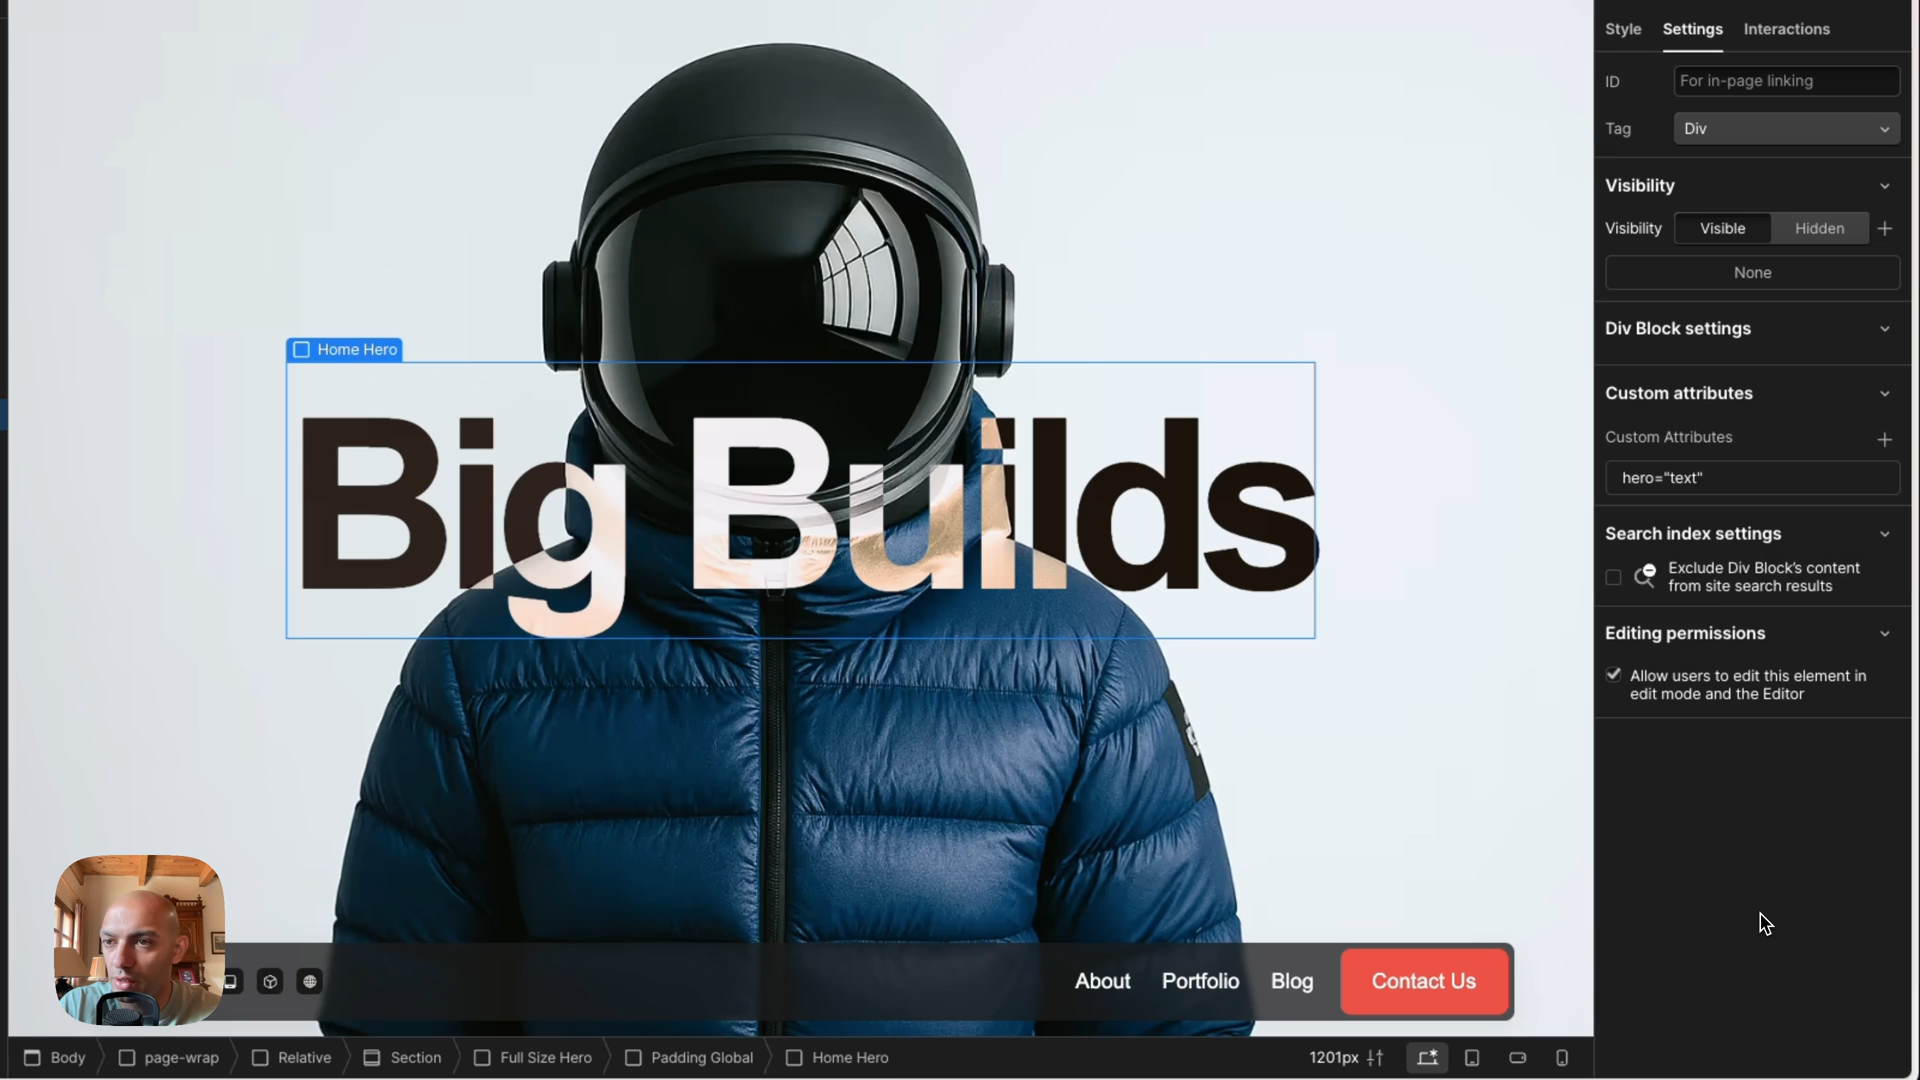 Style Settings Interactions
ID For in-page linking
Tag Div
Visibility
Visibility Visible Hidden
None
Div Block settings
Custom attributes
Custom Attributes
hero="text"
Search index settings
Exclude Div Block's content
from site search results
Editing permissions
Allow users to edit this element in
edit mode and the Editor
Home Hero
Big Builds
About Portfolio Blog Contact Us
Body page-wrap Relative Section Full Size Hero Padding Global Home Hero 1201px